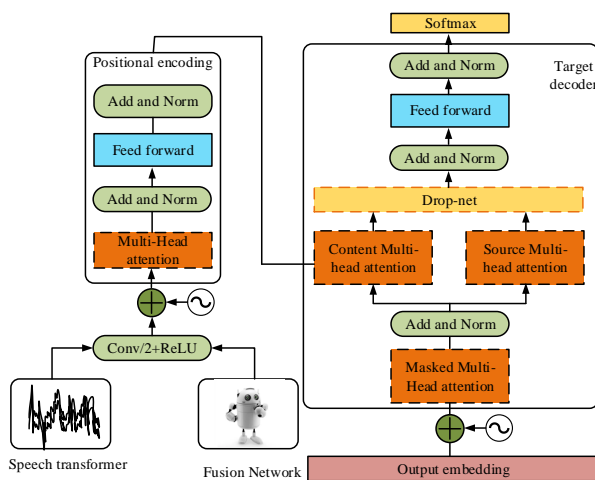 Softmax
Positional encoding
Add and Norm
Feed forward
Add and Norm
Multi-Head
attention
Conv/2+ReLU
Speech transformer
Fusion Network
Target
decoder
Add and Norm
Feed forward
Add and Norm
Drop-net
Content Multi-
head attention
Source Multi-
head attention
Add and Norm
Masked Multi-
Head attention
Output embedding